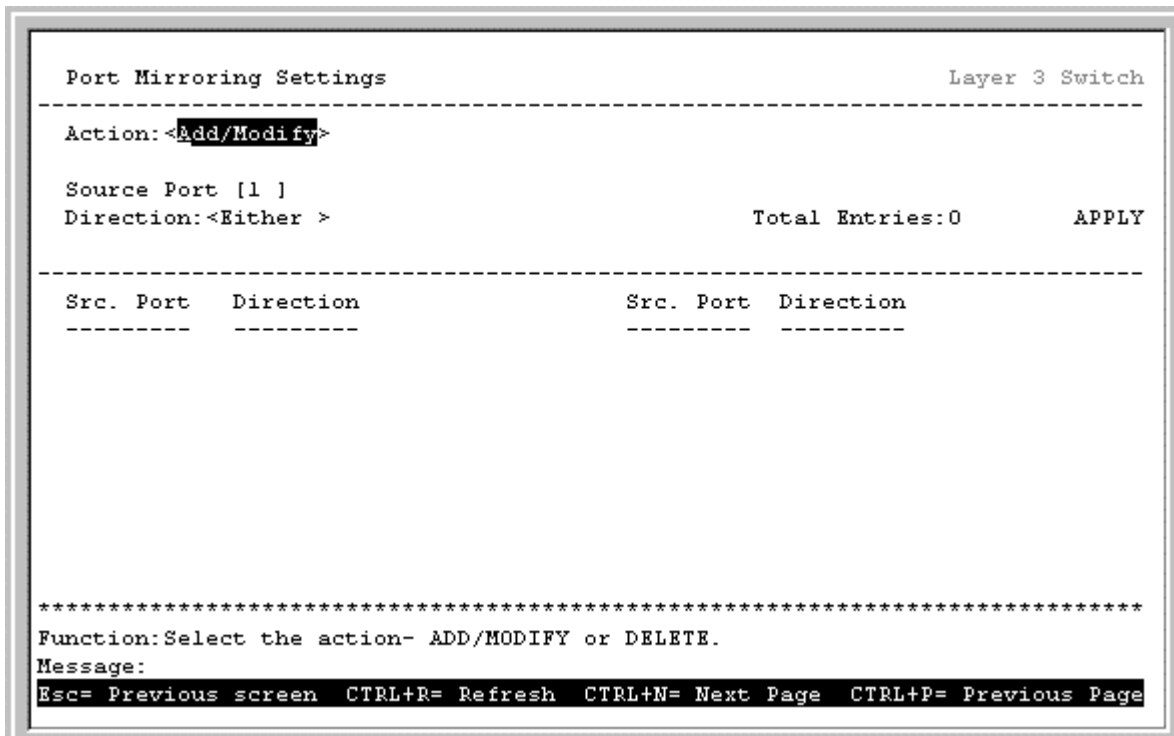 Port Mirroring Settings Layer 3 Switch
--------------------------------------------------------------------------------
Action:<Add/Modify>
Source Port [1 ]
Direction:<Either > Total Entries:0 APPLY
--------------------------------------------------------------------------------
Src. Port Direction Src. Port Direction
--------- --------- --------- ---------
********************************************************************************
Function:Select the action- ADD/MODIFY or DELETE.
Message:
Esc= Previous screen CTRL+R= Refresh CTRL+N= Next Page CTRL+P= Previous Page